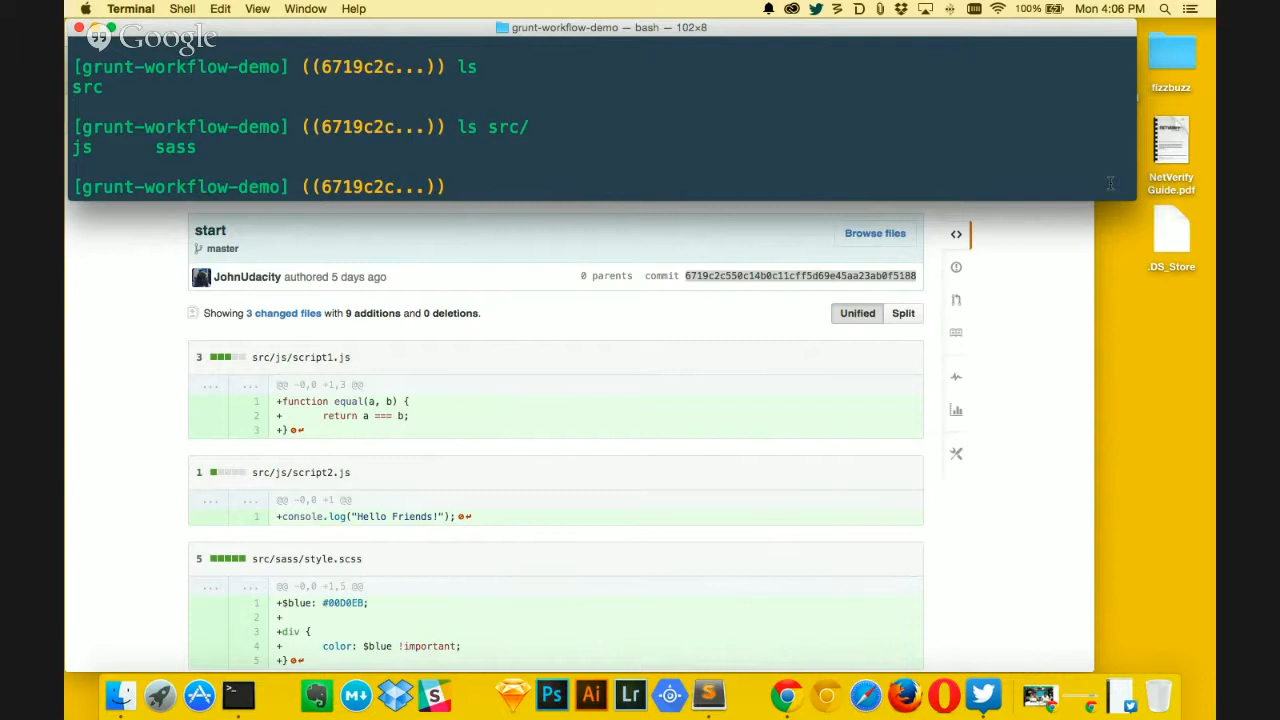 Terminal Shell Edit View Window Help 100% Mon 4:06 PM
grunt-workflow-demo — bash — 102×8
Google
[grunt-workflow-demo] ((6719c2c...)) ls
src
[grunt-workflow-demo] ((6719c2c...)) ls src/
js sass
[grunt-workflow-demo] ((6719c2c...))
fizzbuzz
NetVerify
Guide.pdf
.DS_Store
start
Browse files
master
JohnUdacity authored 5 days ago
0 parents commit 6719c2c550c14b0c11cff5d69e45aa23ab0f5188
Showing 3 changed files with 9 additions and 0 deletions.
Unified Split
3 src/js/script1.js
... ... @@ -0,0 +1,3 @@
1 +function equal(a, b) {
2 + return a === b;
3 +}
1 src/js/script2.js
... ... @@ -0,0 +1 @@
1 +console.log("Hello Friends!");
5 src/sass/style.scss
... ... @@ -0,0 +1,5 @@
1 +$blue: #00D0EB;
2 +
3 +div {
4 + color: $blue !important;
5 +}
Ps Ai Lr